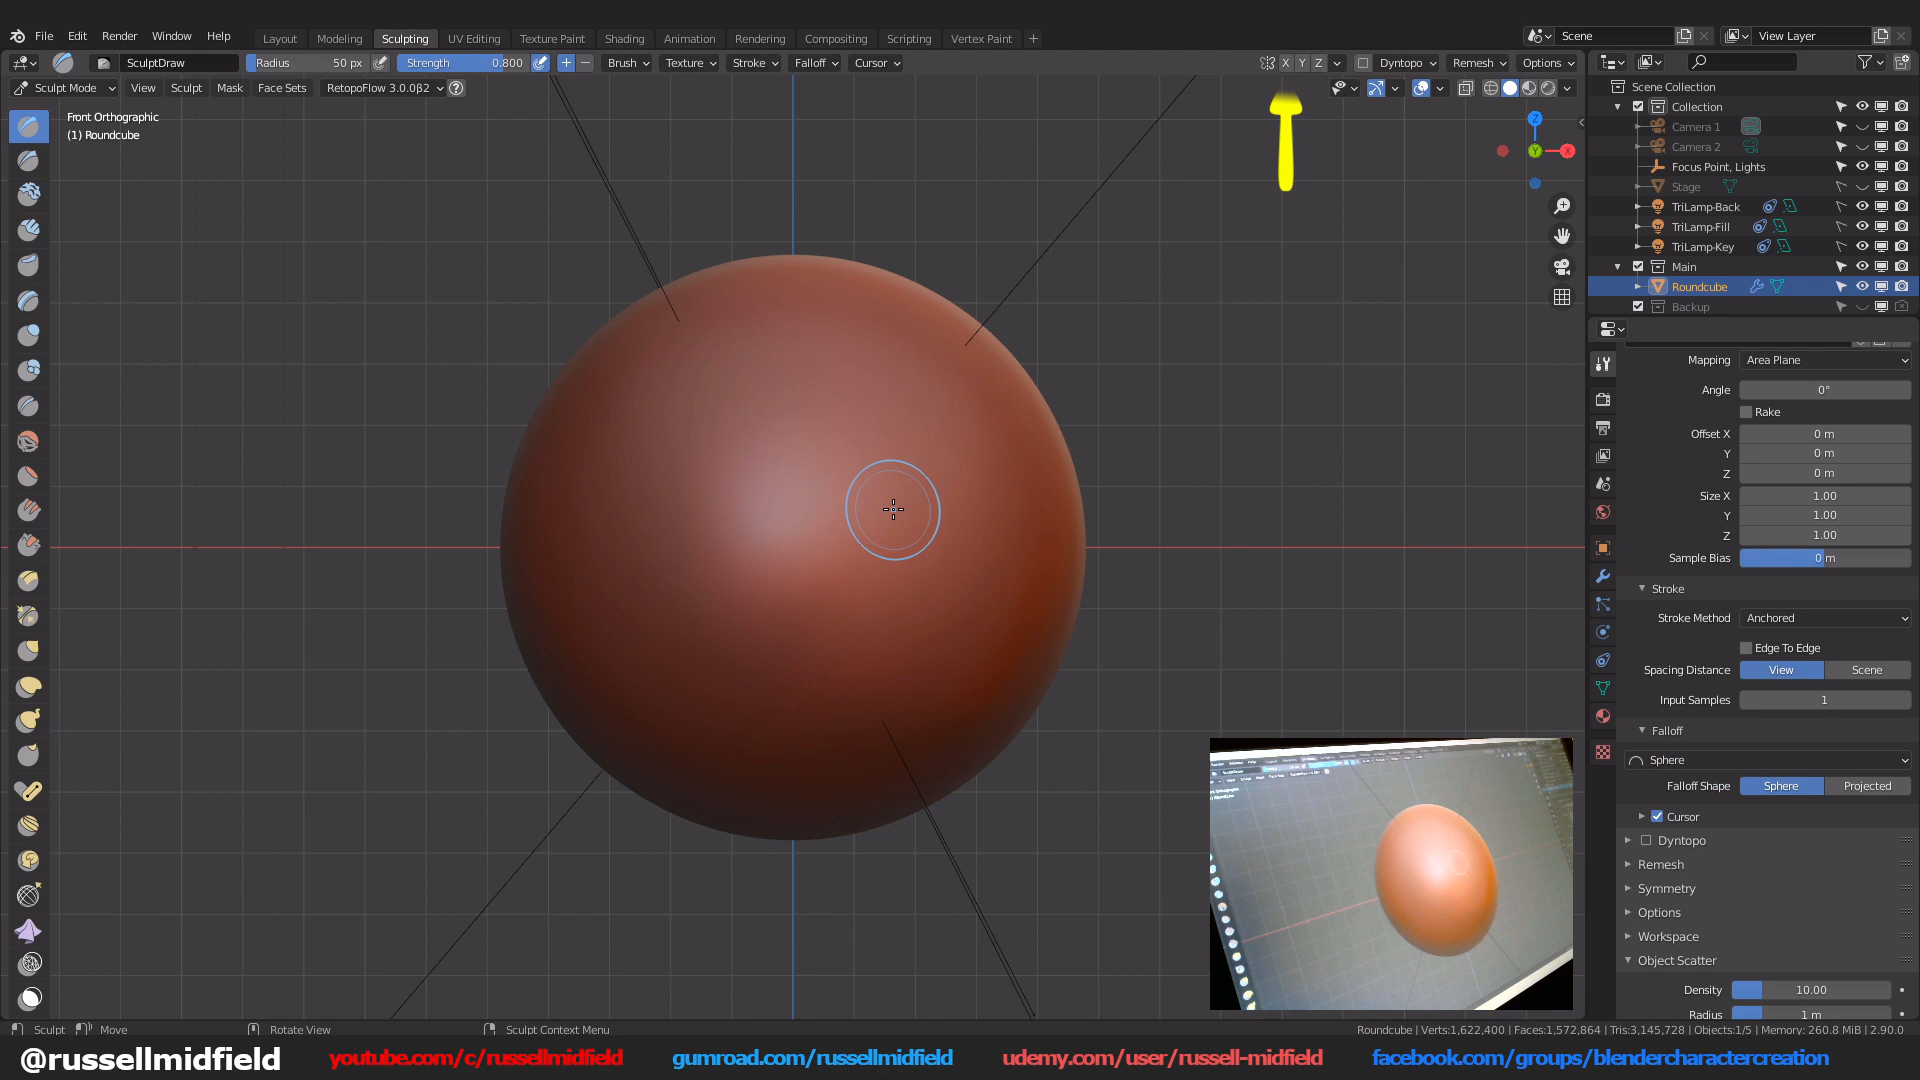 File Edit Render Window Help Layout Modeling Sculpting UV Editing Texture Paint Shading Animation Rendering Compositing Scripting Vertex Paint + Scene View Layer
SculptDraw Radius 50 px Strength 0.800 Brush Texture Stroke Falloff Cursor X Y Z Dyntopo Remesh Options
Sculpt Mode View Sculpt Mask Face Sets RetopoFlow 3.0.0β2
Front Orthographic
(1) Roundcube
Z
Y
X
Scene Collection
Collection
Camera 1
Camera 2
Focus Point, Lights
Stage
TriLamp-Back
TriLamp-Fill
TriLamp-Key
Main
Roundcube
Backup
Mapping Area Plane
Angle 0°
Rake
Offset X 0 m
Y 0 m
Z 0 m
Size X 1.00
Y 1.00
Z 1.00
Sample Bias 0 m
Stroke
Stroke Method Anchored
Edge To Edge
Spacing Distance View Scene
Input Samples 1
Falloff
Sphere
Falloff Shape Sphere Projected
Cursor
Dyntopo
Remesh
Symmetry
Options
Workspace
Object Scatter
Density 10.00
Radius 1 m
Sculpt Move Rotate View Sculpt Context Menu Roundcube | Verts:1,622,400 | Faces:1,572,864 | Tris:3,145,728 | Objects:1/5 | Memory: 260.8 MiB | 2.90.0
@russellmidfield youtube.com/c/russellmidfield gumroad.com/russellmidfield udemy.com/user/russell-midfield facebook.com/groups/blendercharactercreation